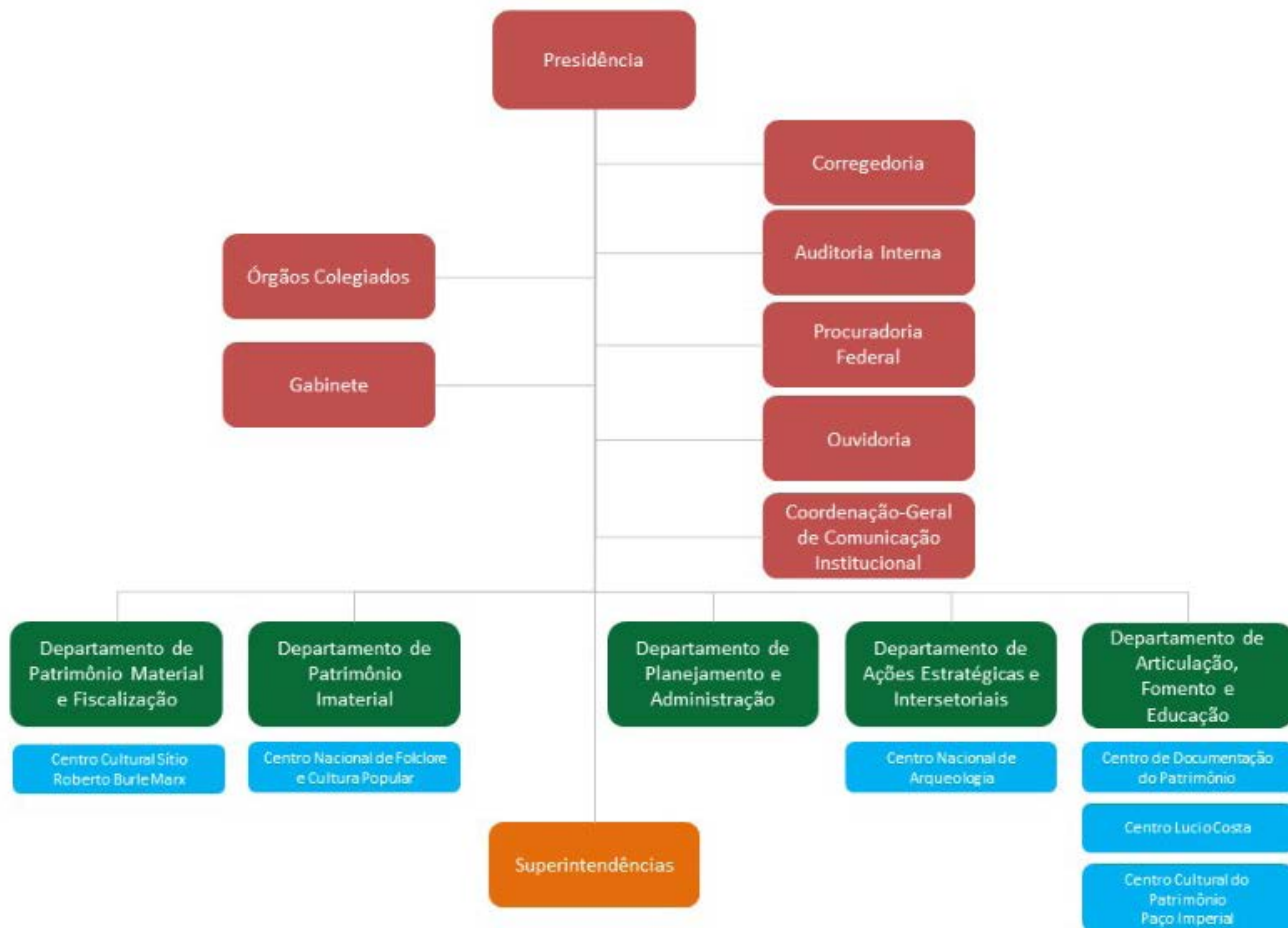 Presidência
Corregedoria
Auditoria Interna
Órgãos Colegiados
Procuradoria
Federal
Gabinete
Ouvidoria
Coordenação-Geral
de Comunicação
Institucional
Departamento de
Patrimônio Material
e Fiscalização
Departamento de
Patrimônio
Imaterial
Departamento de
Planejamento e
Administração
Departamento de
Ações Estratégicas e
Intersetoriais
Departamento de
Articulação,
Fomento e
Educação
Centro Cultural Sítio
Roberto Burle Marx
Centro Nacional de Folclore
e Cultura Popular
Centro Nacional de
Arqueologia
Centro de Documentação
do Patrimônio
Centro Lucio Costa
Superintendências
Centro Cultural do
Patrimônio
Paço Imperial